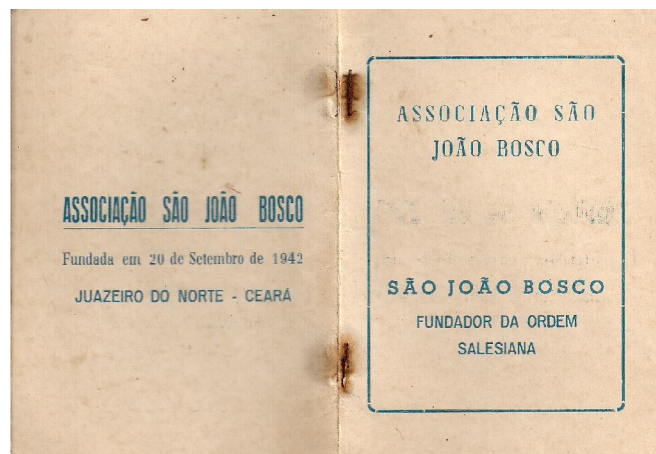 ASSOCIAÇÃO SÃO JOÃO BOSCO
Fundada em 20 de Setembro de 1942
JUAZEIRO DO NORTE - CEARÁ
ASSOCIAÇÃO SÃO
JOÃO BOSCO
SÃO JOÃO BOSCO
FUNDADOR DA ORDEM
SALESIANA